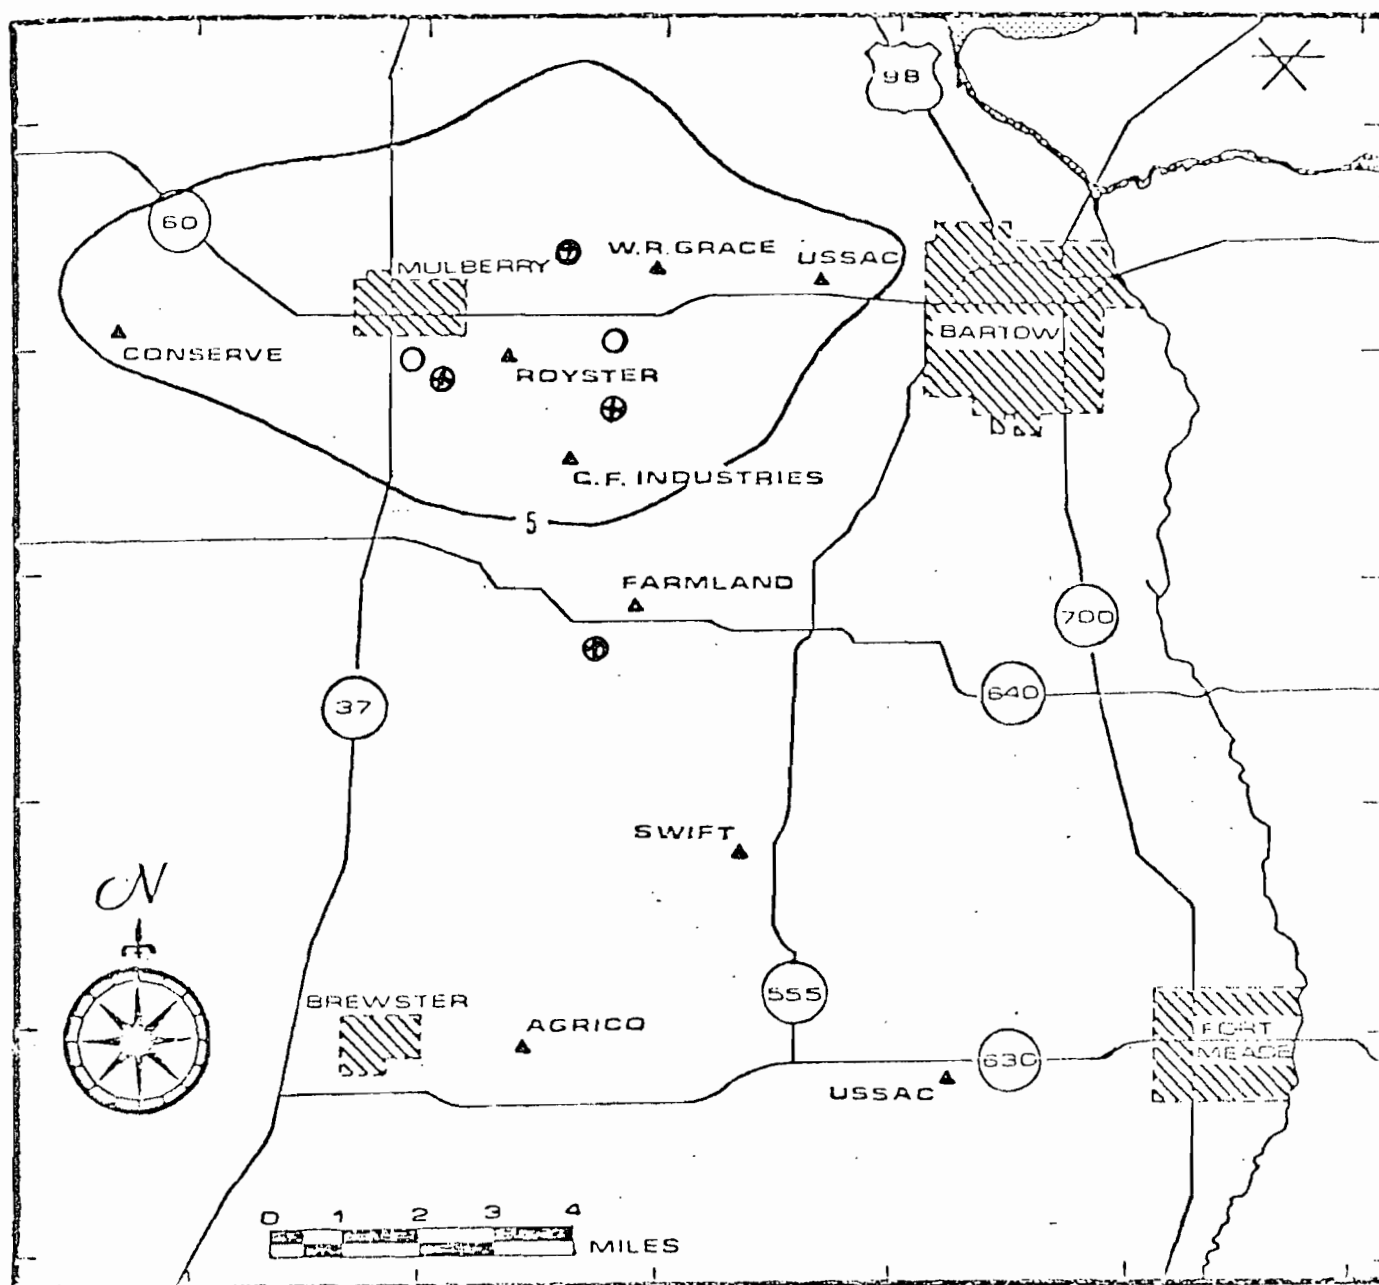 98
60
W.R.GRACE
USSAC
MULBERRY
BARTOW
CONSERVE
ROYSTER
C.F. INDUSTRIES
5
FARMLAND
700
640
37
SWIFT
N
555
BREWSTER
AGRICO
FORT
MEADE
630
USSAC
0 1 2 3 4
MILES